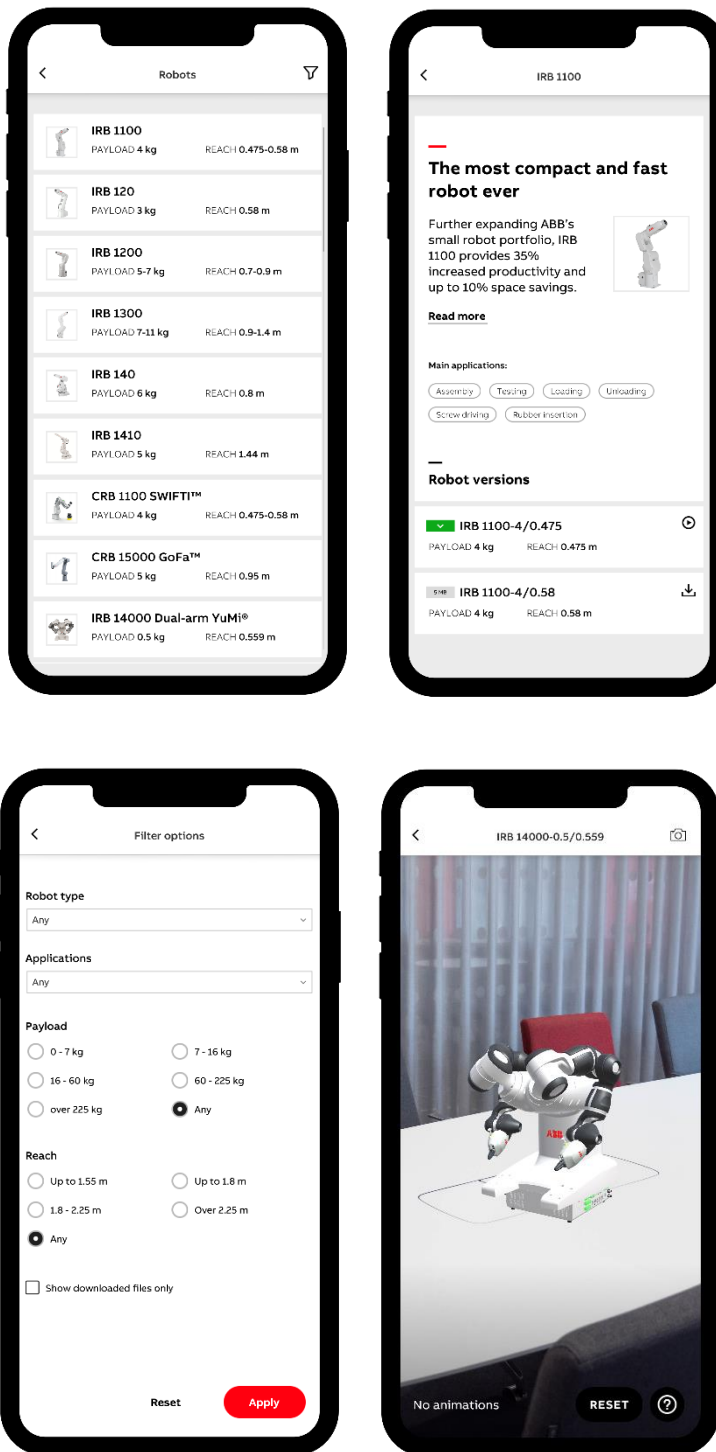 Robots
IRB 1100
PAYLOAD 4 kg REACH 0.475-0.58 m
IRB 120
PAYLOAD 3 kg REACH 0.58 m
IRB 1200
PAYLOAD 5-7 kg REACH 0.7-0.9 m
IRB 1300
PAYLOAD 7-11 kg REACH 0.9-1.4 m
IRB 140
PAYLOAD 6 kg REACH 0.8 m
IRB 1410
PAYLOAD 5 kg REACH 1.44 m
CRB 1100 SWIFTI™
PAYLOAD 4 kg REACH 0.475-0.58 m
CRB 15000 GoFa™
PAYLOAD 5 kg REACH 0.95 m
IRB 14000 Dual-arm YuMi®
PAYLOAD 0.5 kg REACH 0.559 m
IRB 1100
The most compact and fast
robot ever
Further expanding ABB's
small robot portfolio, IRB
1100 provides 35%
increased productivity and
up to 10% space savings.
Read more
Main applications:
Assembly Testing Loading Unloading
Screw driving Rubber insertion
Robot versions
IRB 1100-4/0.475
PAYLOAD 4 kg REACH 0.475 m
5 MB IRB 1100-4/0.58
PAYLOAD 4 kg REACH 0.58 m
Filter options
Robot type
Any
Applications
Any
Payload
0 - 7 kg 7 - 16 kg
16 - 60 kg 60 - 225 kg
over 225 kg Any
Reach
Up to 1.55 m Up to 1.8 m
1.8 - 2.25 m Over 2.25 m
Any
Show downloaded files only
Reset Apply
IRB 14000-0.5/0.559
ABB
No animations RESET ?